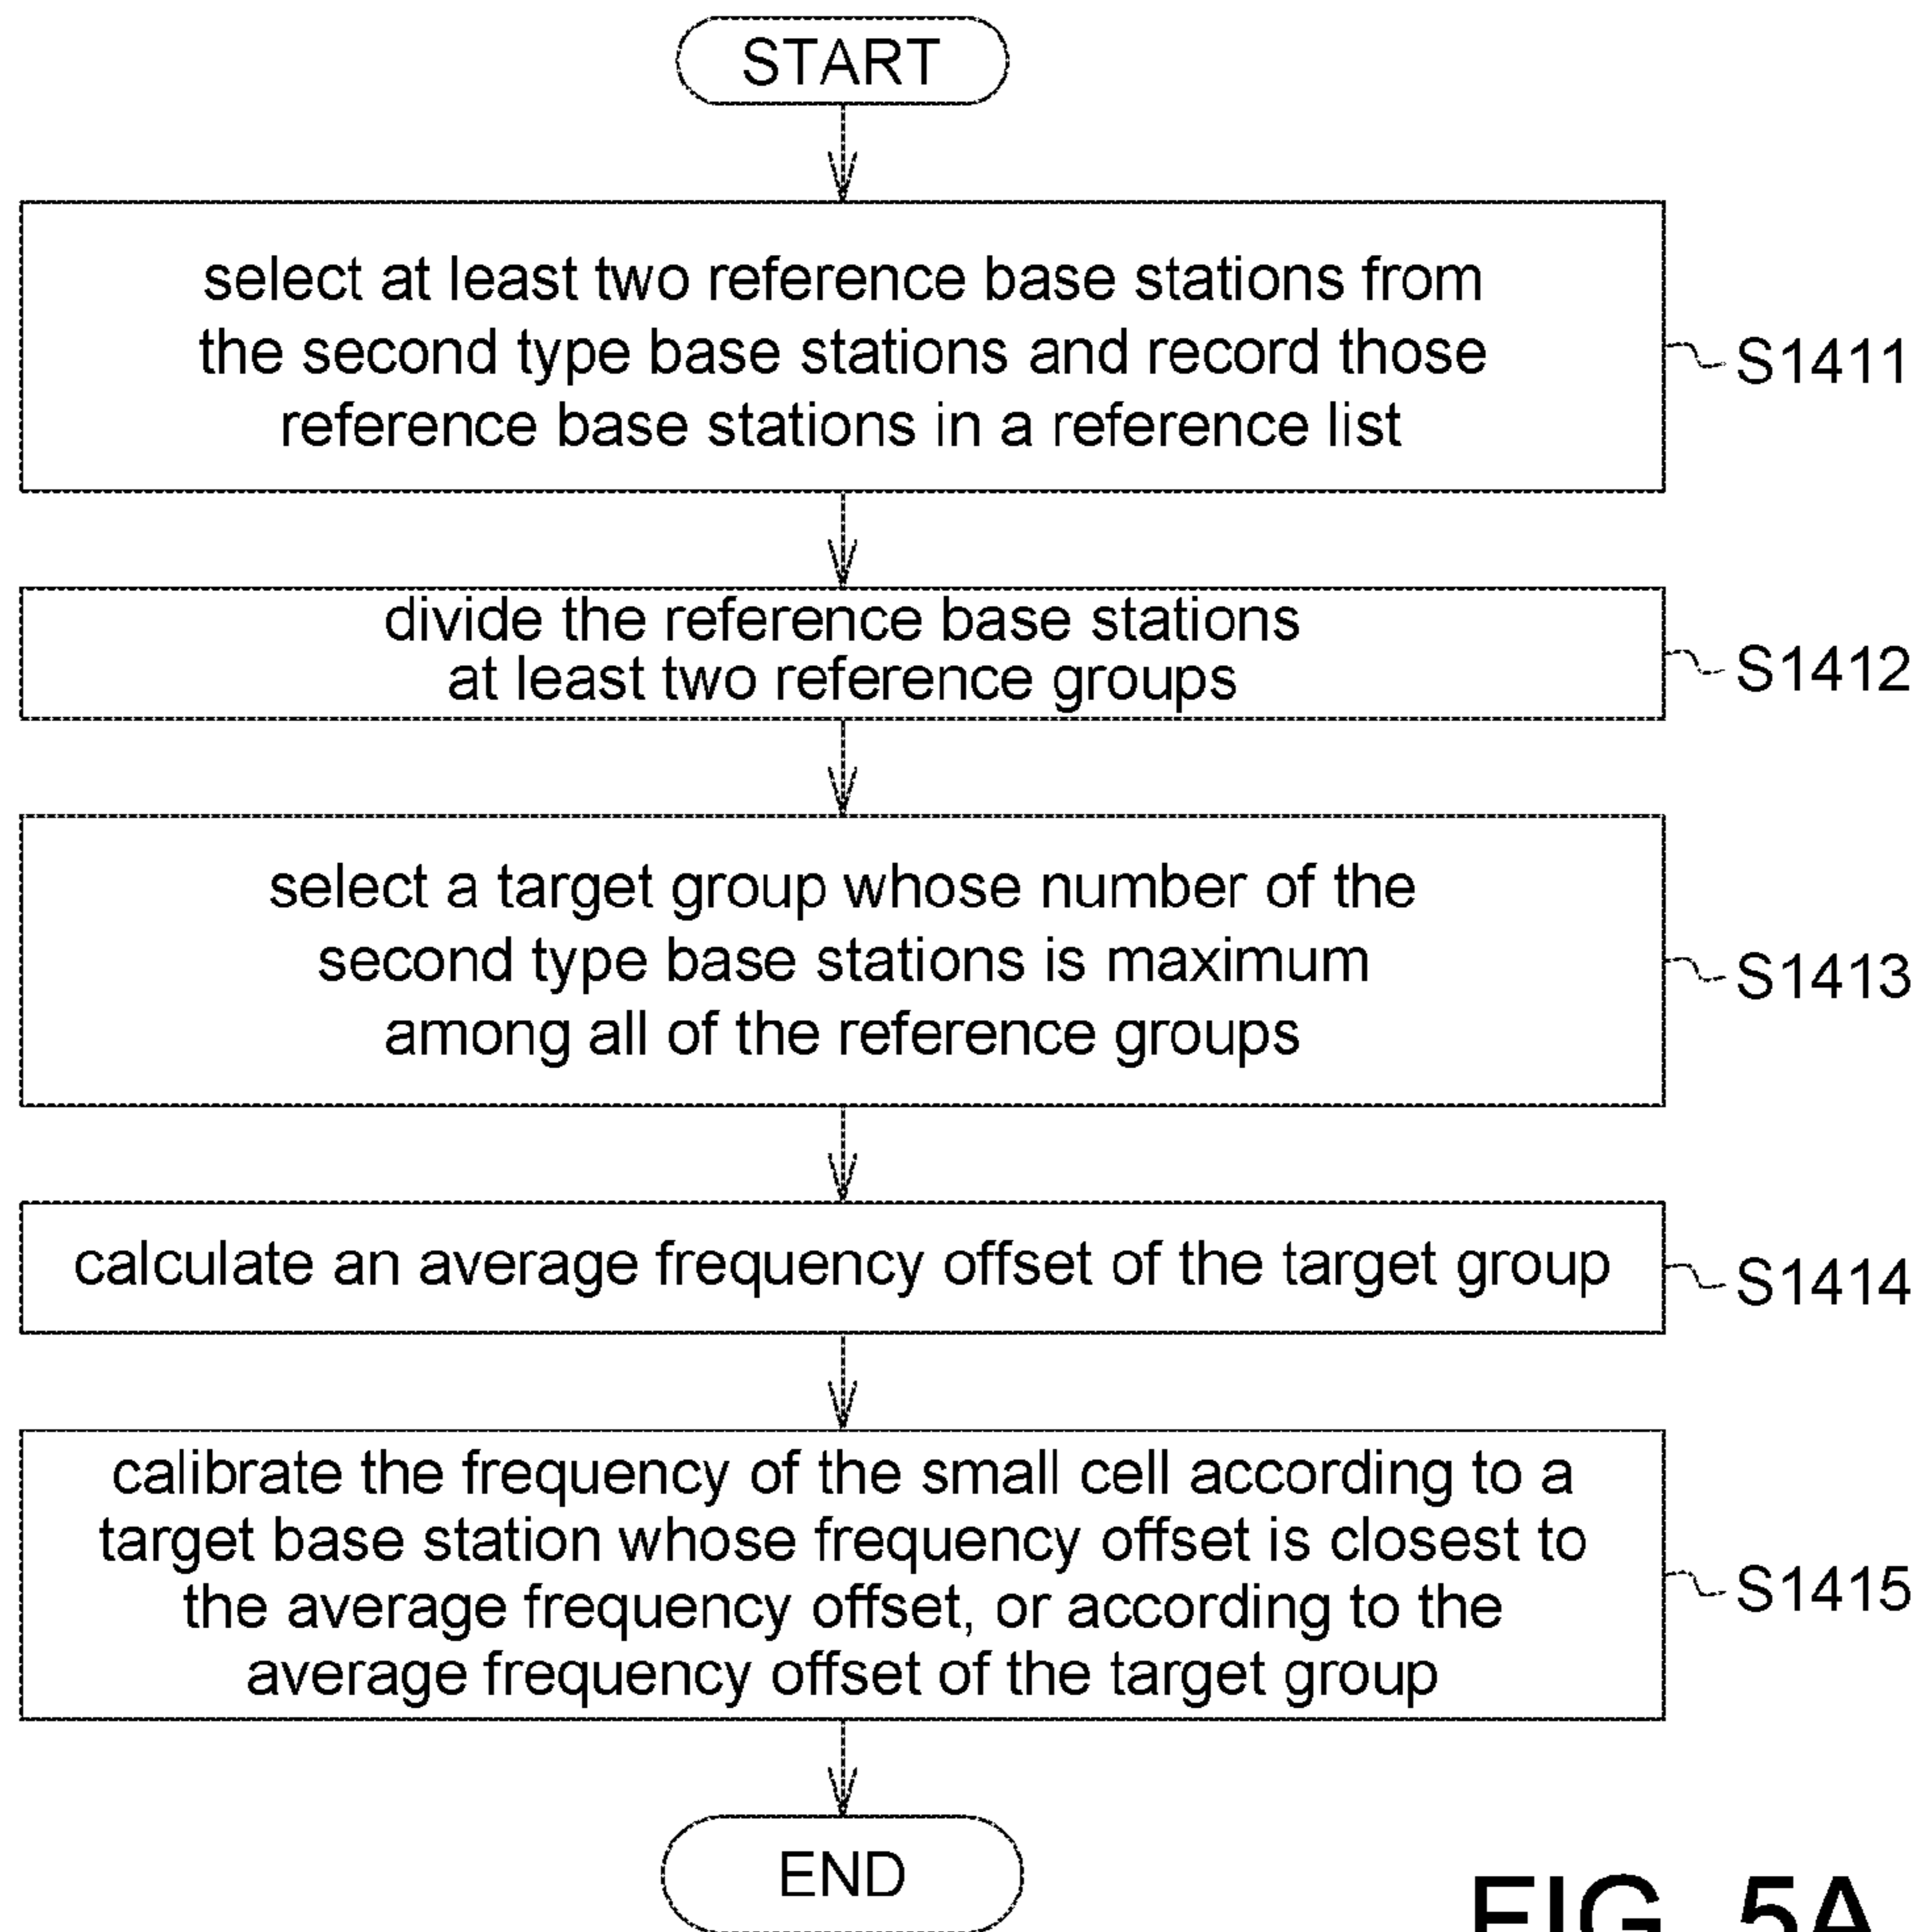 START
select at least two reference base stations from
the second type base stations and record those
reference base stations in a reference list
S1411
divide the reference base stations
at least two reference groups
S1412
select a target group whose number of the
second type base stations is maximum
among all of the reference groups
S1413
calculate an average frequency offset of the target group
S1414
calibrate the frequency of the small cell according to a
target base station whose frequency offset is closest to
the average frequency offset, or according to the
average frequency offset of the target group
S1415
END
FIG. 5A